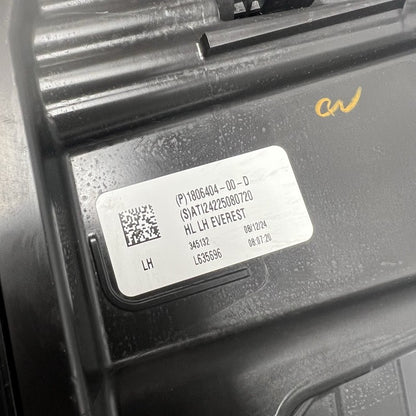 (P)1806404-00-D
(S)ATI24225080720
HL LH EVEREST
345132 08/12/24
LH L635696 08:07:20